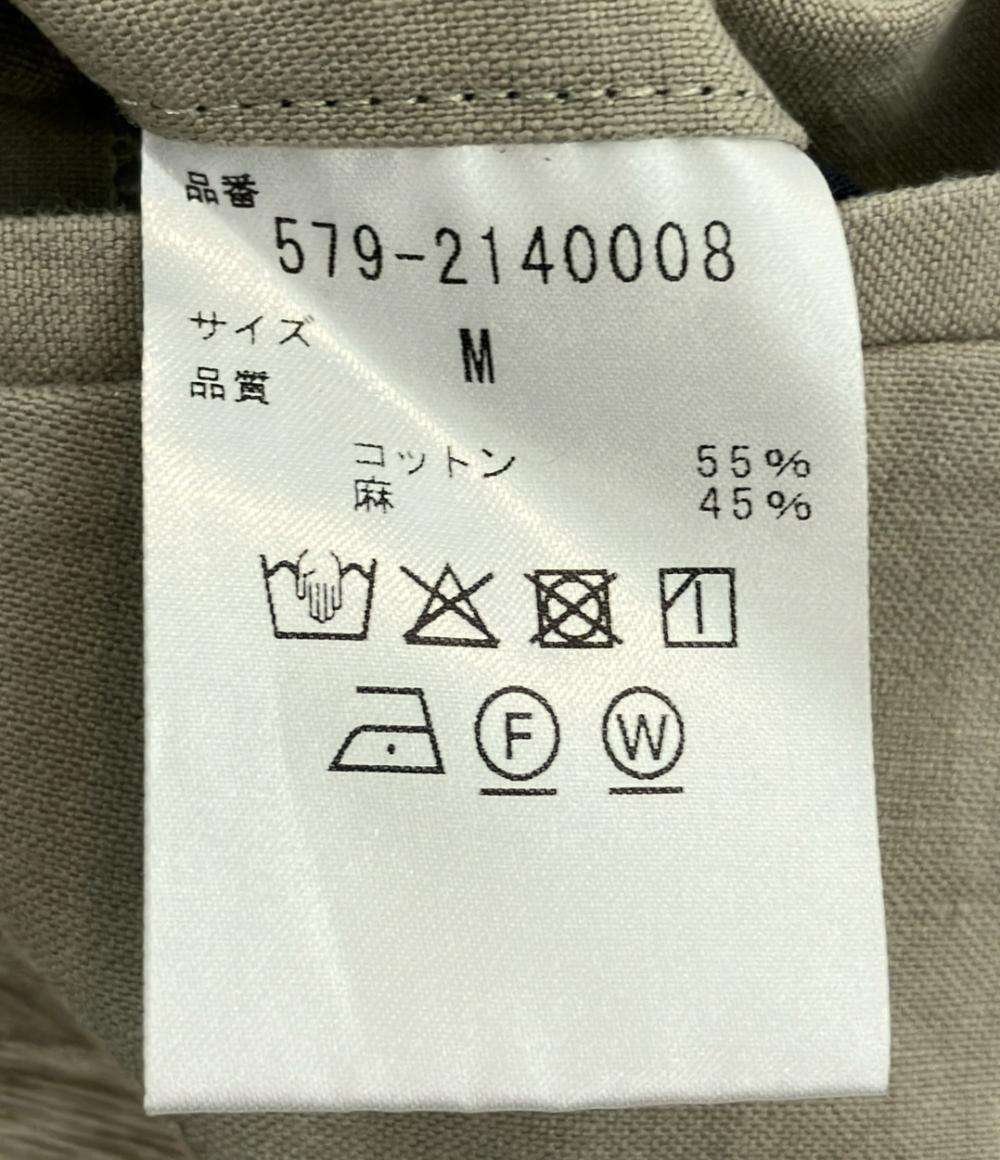 品番
579-2140008
サイズ M
品質
コットン 55%
麻 45%
F W